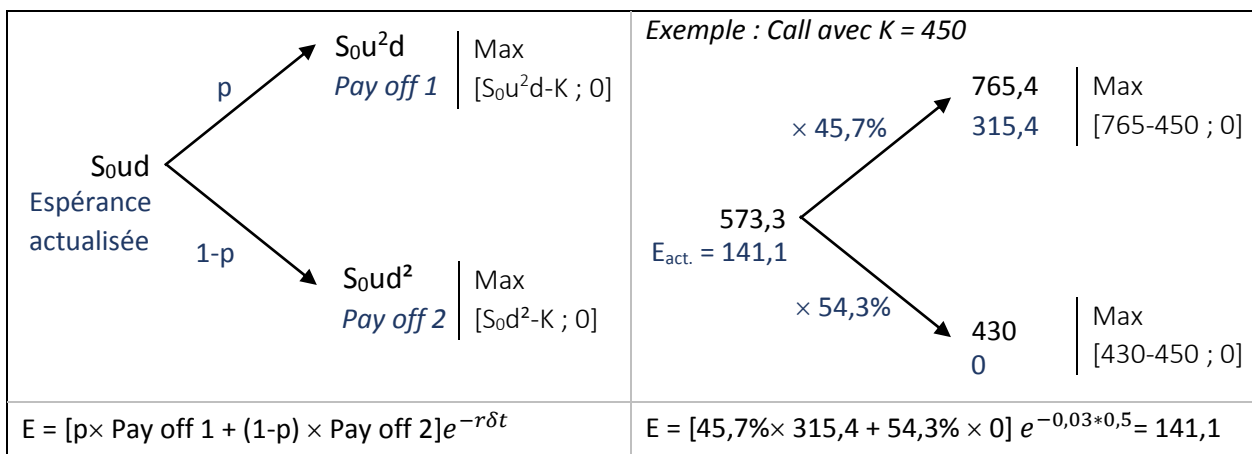 S₀u²d
Max
Pay off 1
[S₀u²d-K ; 0]
p
S₀ud
Espérance
actualisée
1-p
S₀ud²
Max
Pay off 2
[S₀d²-K ; 0]
E = [p× Pay off 1 + (1-p) × Pay off 2]e^{-rδt}
Exemple : Call avec K = 450
765,4
Max
× 45,7%
315,4
[765-450 ; 0]
573,3
E_{act.} = 141,1
× 54,3%
430
Max
0
[430-450 ; 0]
E = [45,7%× 315,4 + 54,3% × 0] e^{-0,03*0,5}= 141,1